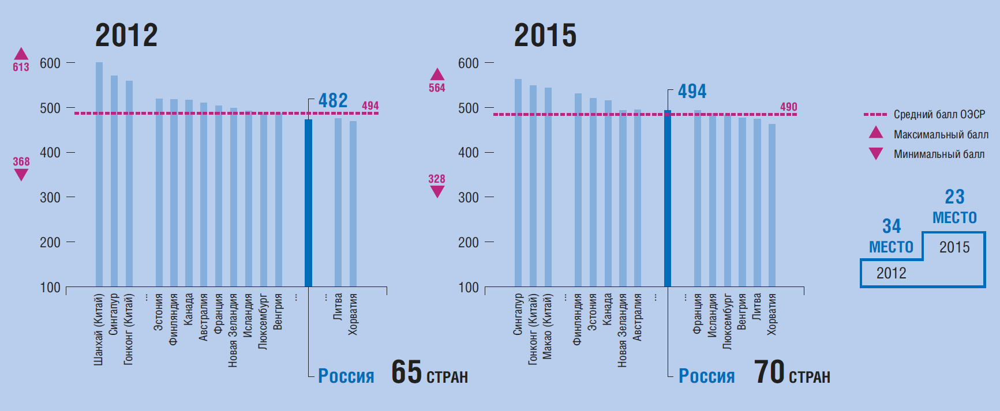 2012
613
368
600
500
400
300
200
100
482
494
Шанхай (Китай)
Сингапур
Гонконг (Китай)
...
Эстония
Финляндия
Канада
Австралия
Франция
Новая Зеландия
Исландия
Люксембург
Венгрия
...
...
Литва
Хорватия
Россия
65 СТРАН
2015
564
328
600
500
400
300
200
100
494
490
Сингапур
Гонконг (Китай)
Макао (Китай)
...
Финляндия
Эстония
Канада
Новая Зеландия
Австралия
...
...
Франция
Исландия
Люксембург
Венгрия
Литва
Хорватия
Россия
70 СТРАН
Средний балл ОЭСР
Максимальный балл
Минимальный балл
34
МЕСТО
2012
23
МЕСТО
2015